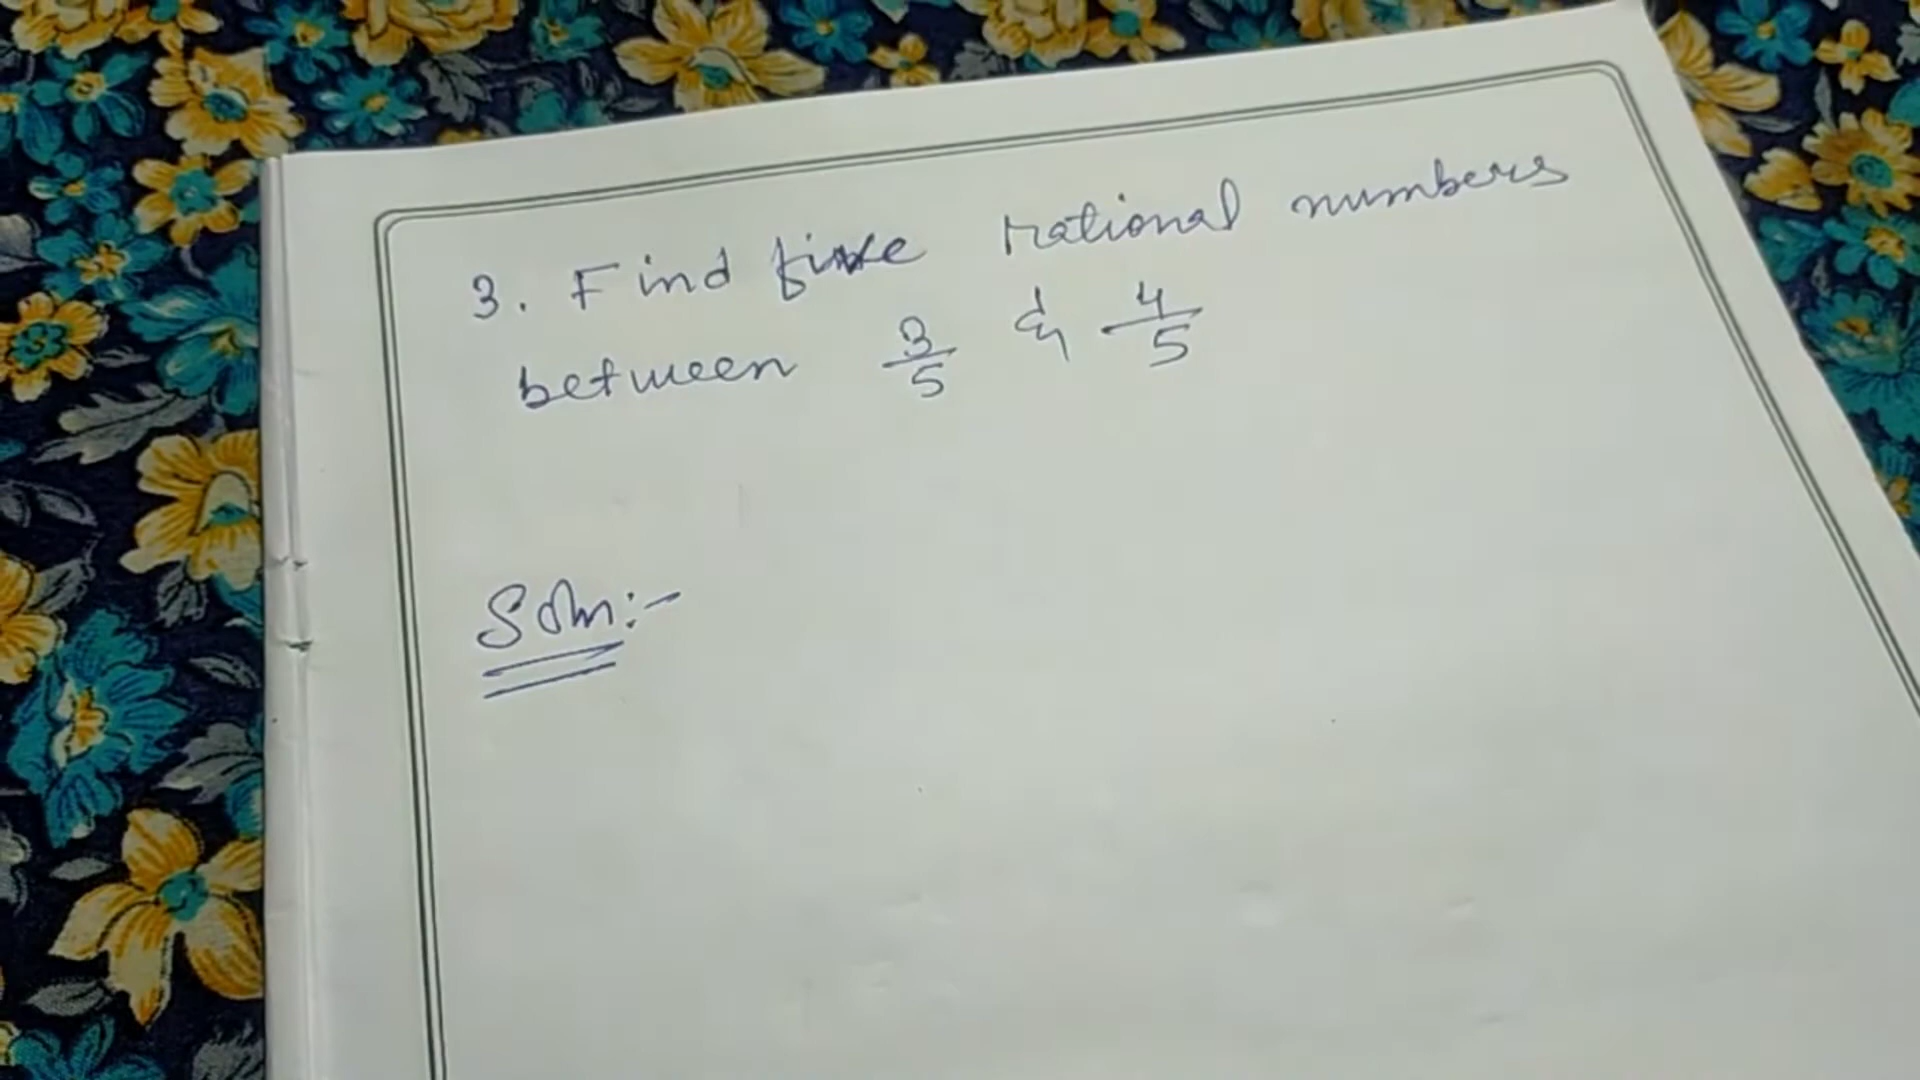 3. Find five rational numbers
between 3/5 & 4/5
Soln:-